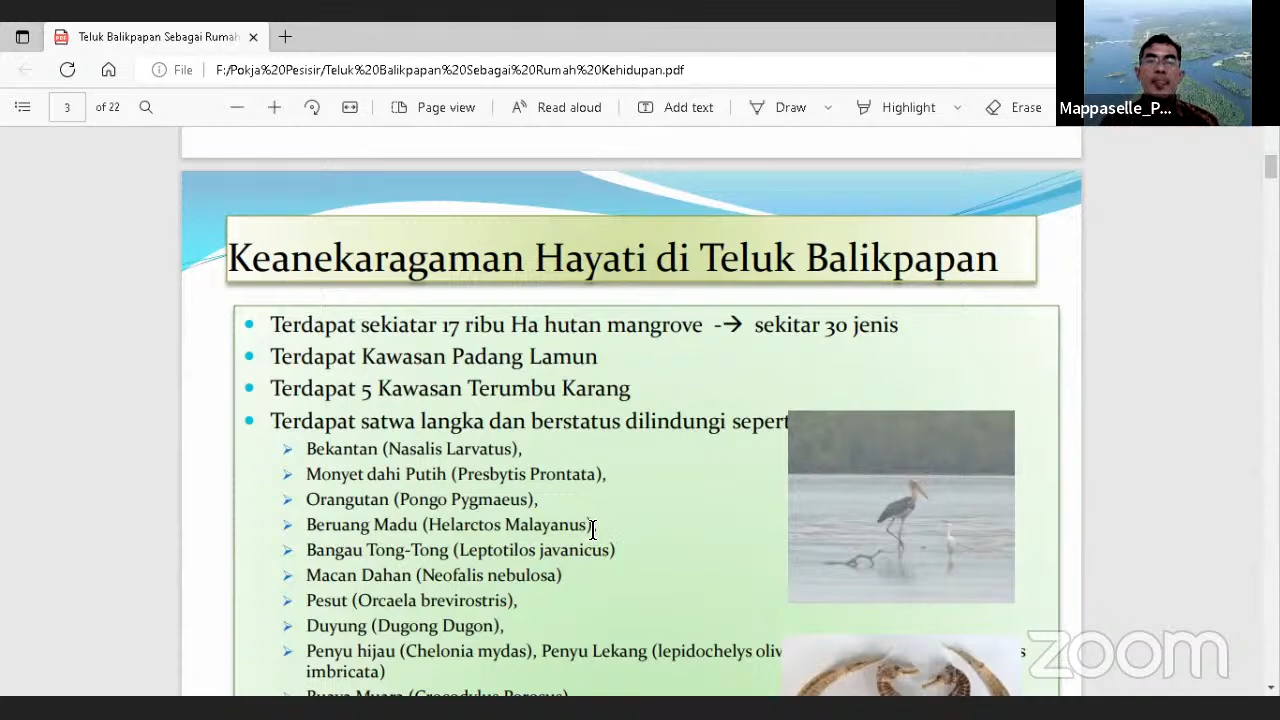 Teluk Balikpapan Sebagai Rumah
File F:/Pokja%20Pesisir/Teluk%20Balikpapan%20Sebagai%20Rumah%20Kehidupan.pdf
3 of 22 Page view Read aloud Add text Draw Highlight Erase
Mappaselle_P...
Keanekaragaman Hayati di Teluk Balikpapan
Terdapat sekiatar 17 ribu Ha hutan mangrove -→ sekitar 30 jenis
Terdapat Kawasan Padang Lamun
Terdapat 5 Kawasan Terumbu Karang
Terdapat satwa langka dan berstatus dilindungi sepert
Bekantan (Nasalis Larvatus),
Monyet dahi Putih (Presbytis Prontata),
Orangutan (Pongo Pygmaeus),
Beruang Madu (Helarctos Malayanus),
Bangau Tong-Tong (Leptotilos javanicus)
Macan Dahan (Neofalis nebulosa)
Pesut (Orcaela brevirostris),
Duyung (Dugong Dugon),
Penyu hijau (Chelonia mydas), Penyu Lekang (lepidochelys oliv s
imbricata)
zoom